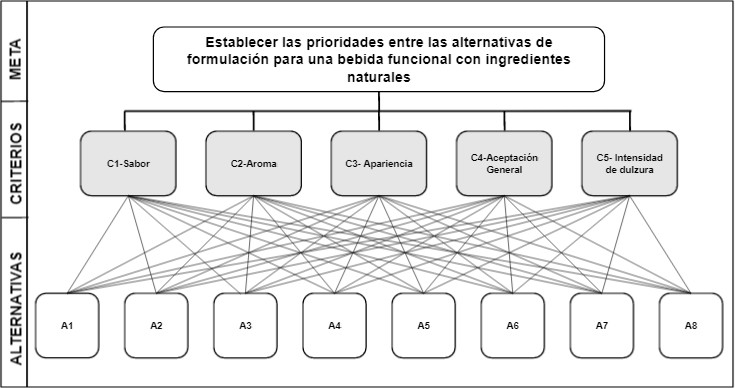 META
Establecer las prioridades entre las alternativas de
formulación para una bebida funcional con ingredientes
naturales
CRITERIOS
C1-Sabor
C2-Aroma
C3- Apariencia
C4-Aceptación
General
C5- Intensidad
de dulzura
ALTERNATIVAS
A1
A2
A3
A4
A5
A6
A7
A8